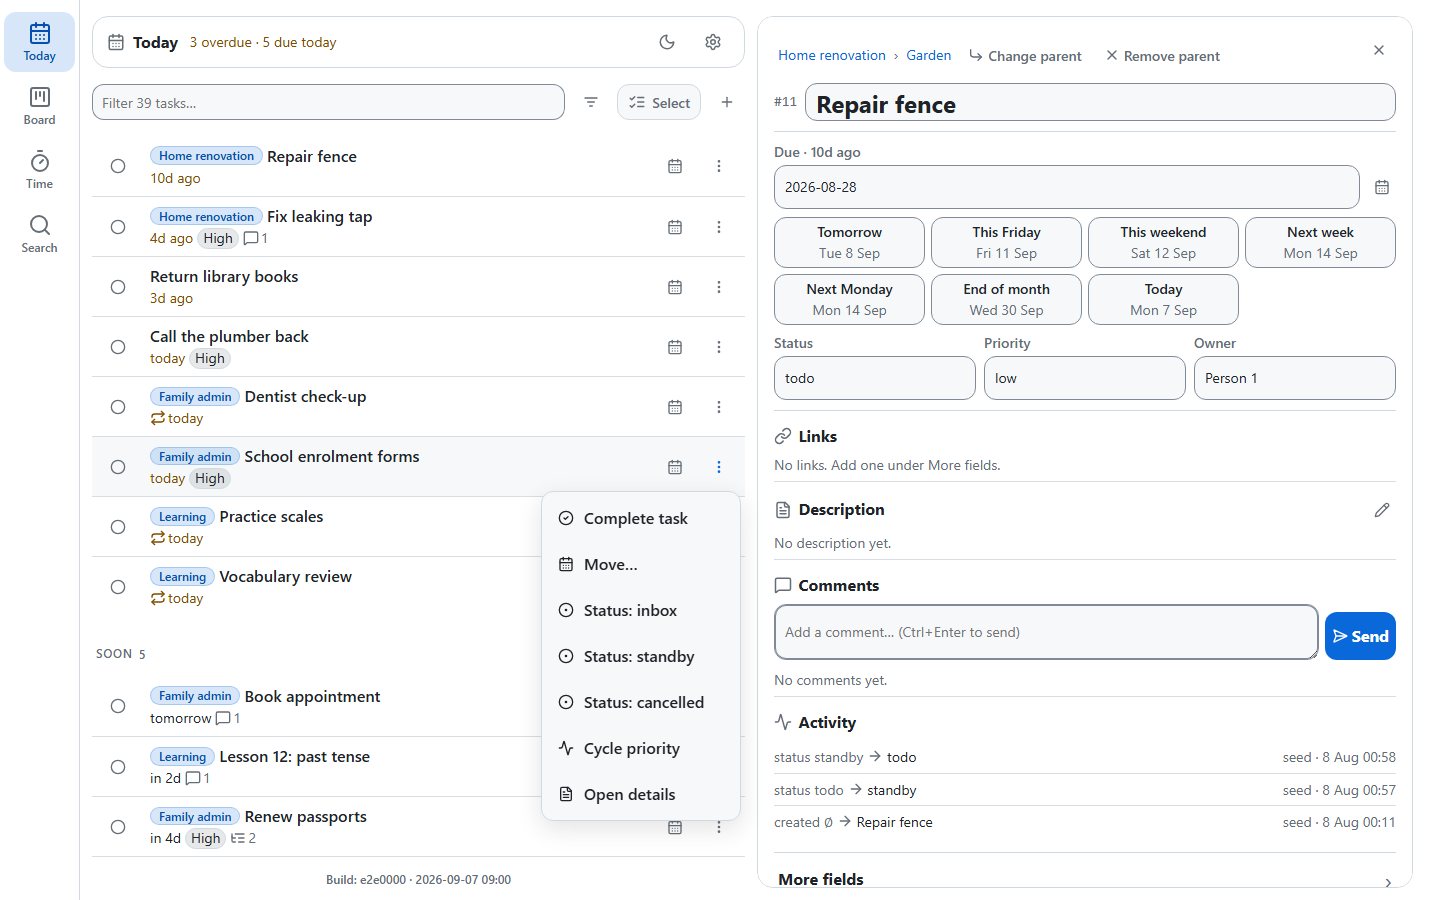 Today
Board
Time
Search
Today 3 overdue · 5 due today
Filter 39 tasks...
Select
Home renovation Repair fence
10d ago
Home renovation Fix leaking tap
4d ago High 1
Return library books
3d ago
Call the plumber back
today High
Family admin Dentist check-up
today
Family admin School enrolment forms
today High
Learning Practice scales
today
Learning Vocabulary review
today
SOON 5
Family admin Book appointment
tomorrow 1
Learning Lesson 12: past tense
in 2d 1
Family admin Renew passports
in 4d High 2
Build: e2e0000 · 2026-09-07 09:00
Complete task
Move...
Status: inbox
Status: standby
Status: cancelled
Cycle priority
Open details
Home renovation › Garden Change parent Remove parent
#11 Repair fence
Due · 10d ago
2026-08-28
Tomorrow
Tue 8 Sep
This Friday
Fri 11 Sep
This weekend
Sat 12 Sep
Next week
Mon 14 Sep
Next Monday
Mon 14 Sep
End of month
Wed 30 Sep
Today
Mon 7 Sep
Status
todo
Priority
low
Owner
Person 1
Links
No links. Add one under More fields.
Description
No description yet.
Comments
Add a comment... (Ctrl+Enter to send)
Send
No comments yet.
Activity
status standby → todo seed · 8 Aug 00:58
status todo → standby seed · 8 Aug 00:57
created ∅ → Repair fence seed · 8 Aug 00:11
More fields